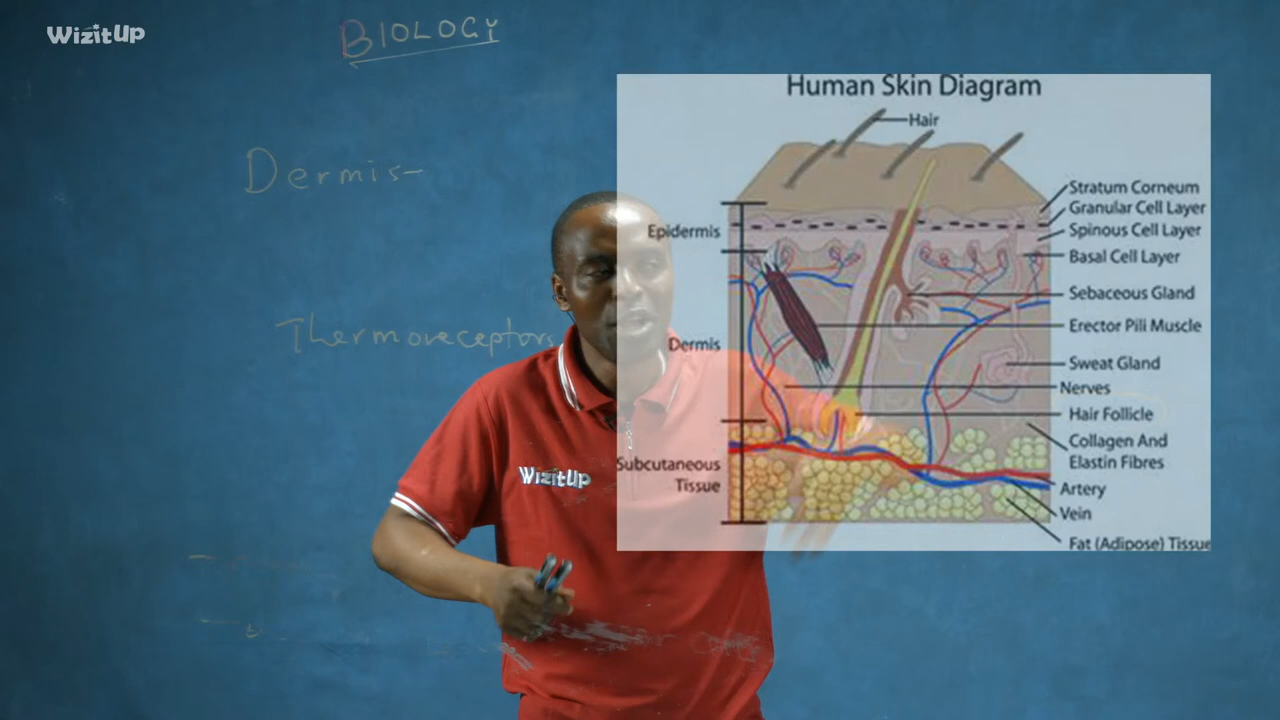 WizitUp
BIOLOGY
Human Skin Diagram
Hair
Dermis-
Stratum Corneum
Granular Cell Layer
Epidermis
Spinous Cell Layer
Basal Cell Layer
Sebaceous Gland
Thermoreceptors
Erector Pili Muscle
Dermis
Sweat Gland
Nerves
Hair Follicle
Collagen And
Elastin Fibres
Subcutaneous
Tissue
WizitUp
Artery
Vein
Fat (Adipose) Tissue